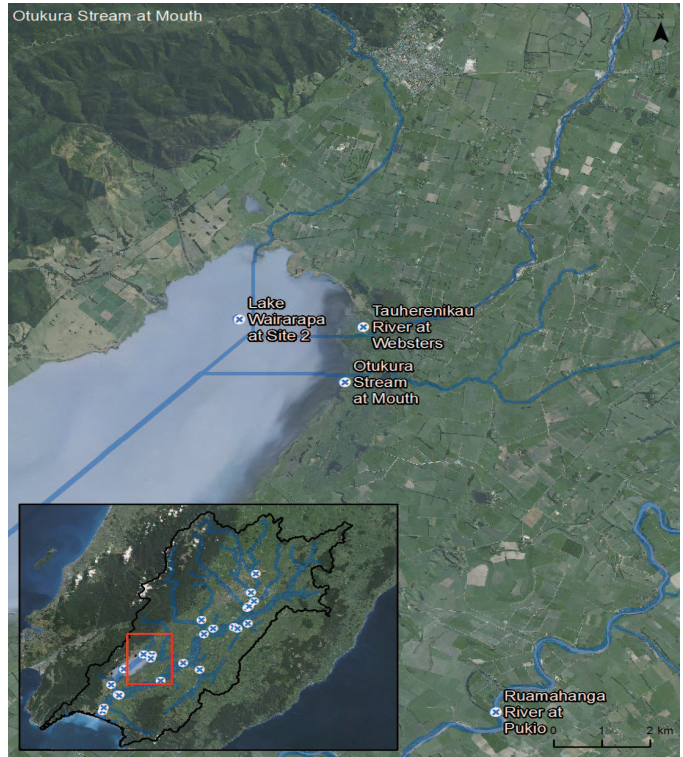 Otukura Stream at Mouth
N
Lake
Wairarapa
at Site 2
Tauherenikau
River at
Websters
Otukura
Stream
at Mouth
Ruamahanga
River at
Pukio
0 1 2 km